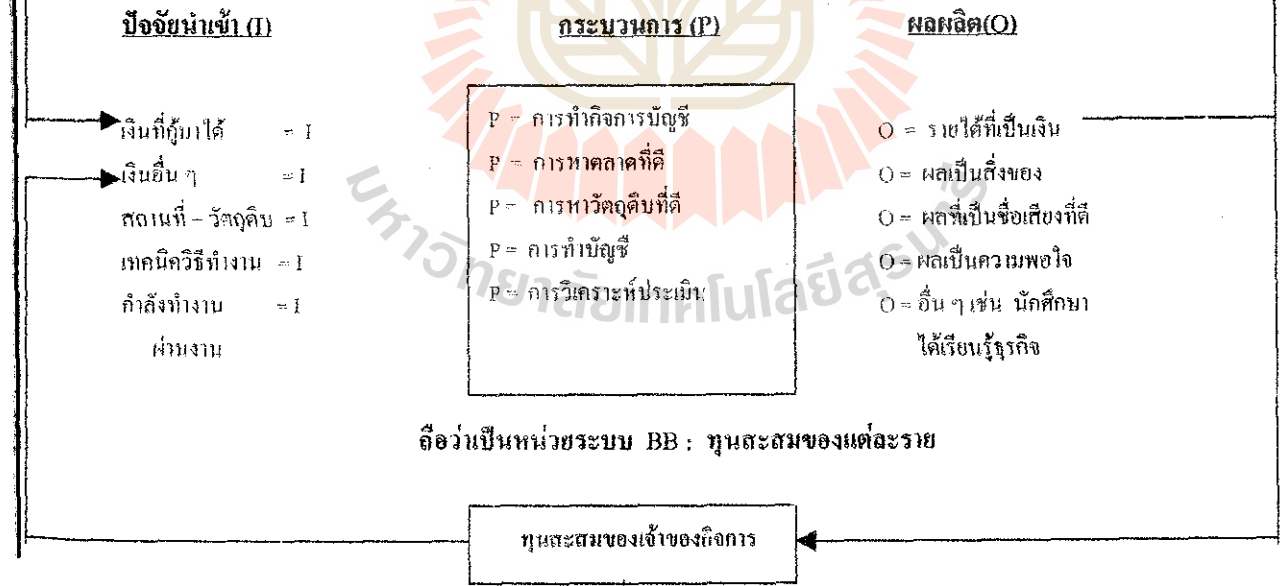 ปัจจัยนำเข้า (I)
กระบวนการ (P)
ผลผลิต(O)
เงินที่กู้มาได้ = I
เงินอื่น ๆ = I
สถานที่ – วัตถุดิบ = I
เทคนิควิธีทำงาน = I
กำลังทำงาน = I
ผ่านงาน
P = การทำกิจการบัญชี
P = การหาตลาดที่ดี
P = การหาวัตถุดิบที่ดี
P = การทำบัญชี
P = การวิเคราะห์ประเมิน
O = รายได้ที่เป็นเงิน
O = ผลเป็นสิ่งของ
O = ผลที่เป็นชื่อเสียงที่ดี
O = ผลเป็นความพอใจ
O = อื่น ๆ เช่น นักศึกษา
ได้เรียนรู้ธุรกิจ
มหาวิทยาลัยเทคโนโลยีสุรนารี
ถือว่าเป็นหน่วยระบบ BB : ทุนสะสมของแต่ละราย
ทุนสะสมของเจ้าของกิจการ